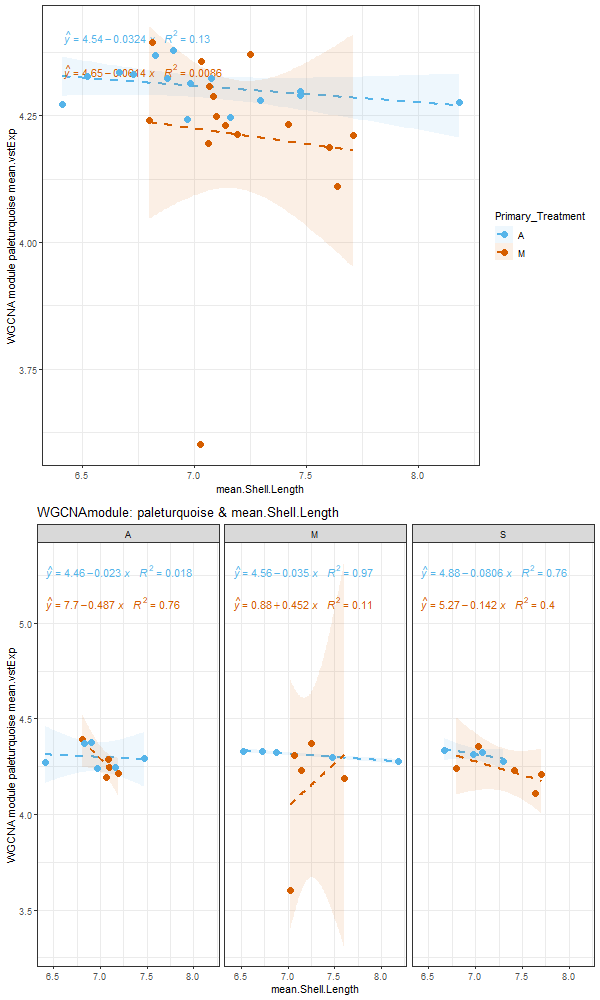 ŷ = 4.54 − 0.0324 x R² = 0.13
ŷ = 4.65 − 0.0614 x R² = 0.0086
4.25
4.00
3.75
6.5 7.0 7.5 8.0
mean.Shell.Length
WGCNA module paleturquoise mean.vstExp
Primary_Treatment
A
M
WGCNAmodule: paleturquoise & mean.Shell.Length
A M S
ŷ = 4.46 − 0.023 x R² = 0.018 ŷ = 4.56 − 0.035 x R² = 0.97 ŷ = 4.88 − 0.0806 x R² = 0.76
ŷ = 7.7 − 0.487 x R² = 0.76 ŷ = 0.88 + 0.452 x R² = 0.11 ŷ = 5.27 − 0.142 x R² = 0.4
5.0
4.5
4.0
3.5
6.5 7.0 7.5 8.0 6.5 7.0 7.5 8.0 6.5 7.0 7.5 8.0
mean.Shell.Length
WGCNA module paleturquoise mean.vstExp